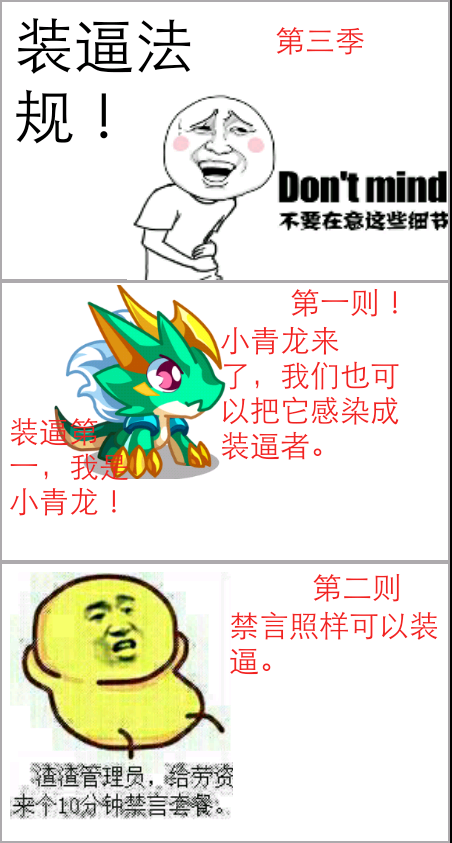 装逼法
规！
第三季
Don't mind
不要在意这些细节
第一则！
小青龙来
了，我们也可
以把它感染成
装逼者。
装逼第
一，我是
小青龙！
第二则
禁言照样可以装
逼。
渣渣管理员，给劳资
来个10分钟禁言套餐。